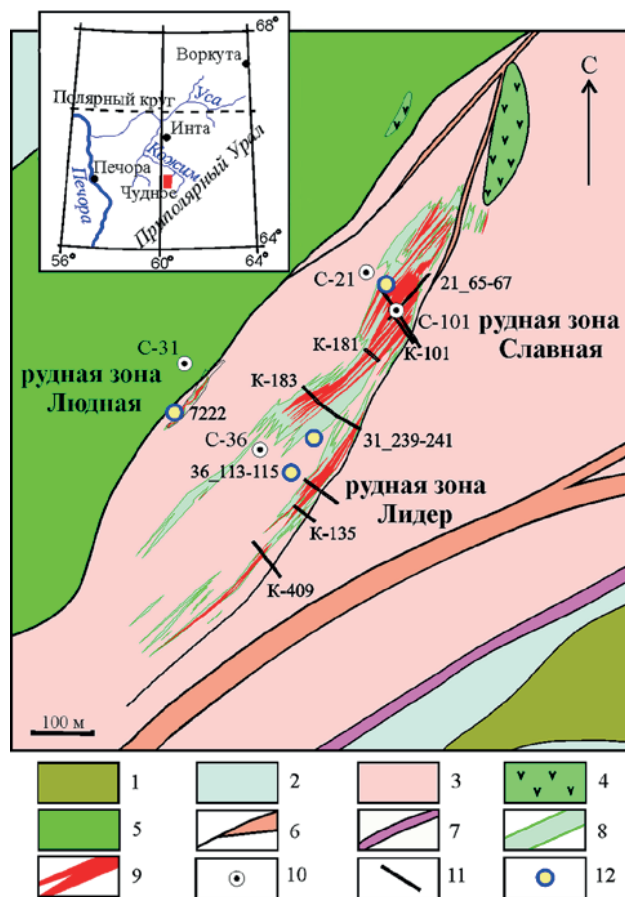 68°
Воркута
Уса
Полярный круг
Инта
Кожим
Печора
Чудное
Печора
Приполярный Урал
64°
56°
60°
64°
С
С-21
21_65-67
С-101
рудная зона
Славная
К-181
К-101
С-31
рудная зона
Людная
К-183
7222
С-36
31_239-241
36_113-115
рудная зона
Лидер
К-135
К-409
100 м
1
2
3
4
5
6
7
8
9
10
11
12